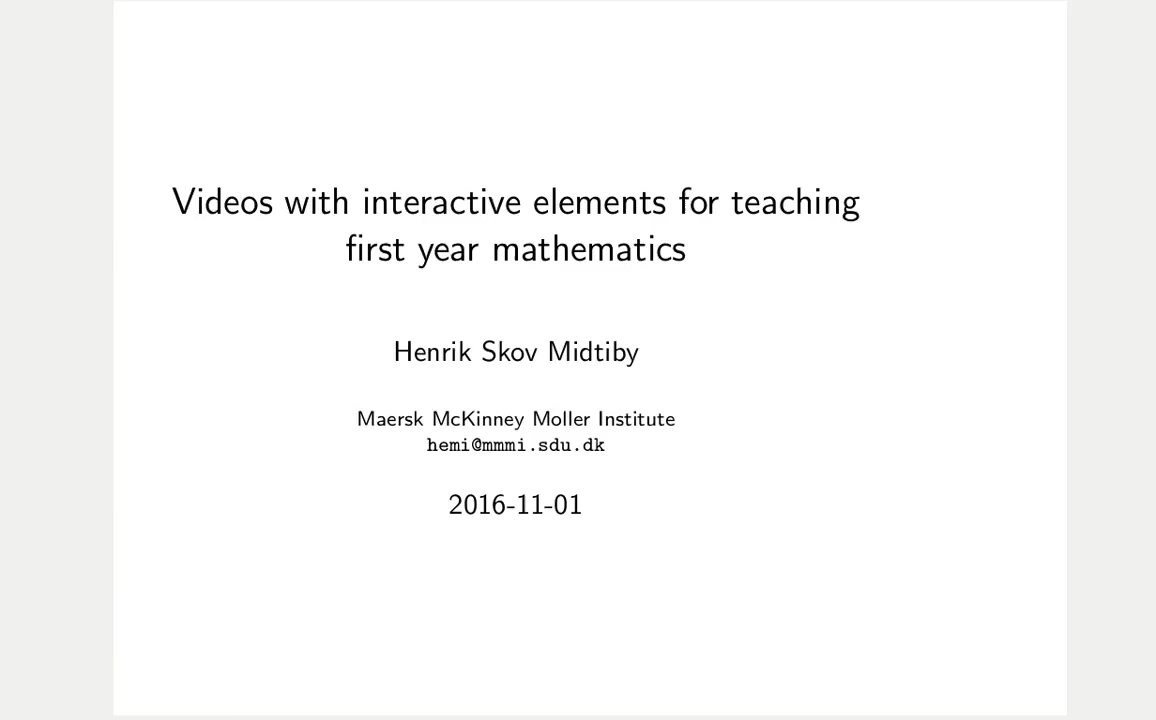 Videos with interactive elements for teaching
first year mathematics
Henrik Skov Midtiby
Maersk McKinney Moller Institute
hemi@mmmi.sdu.dk
2016-11-01